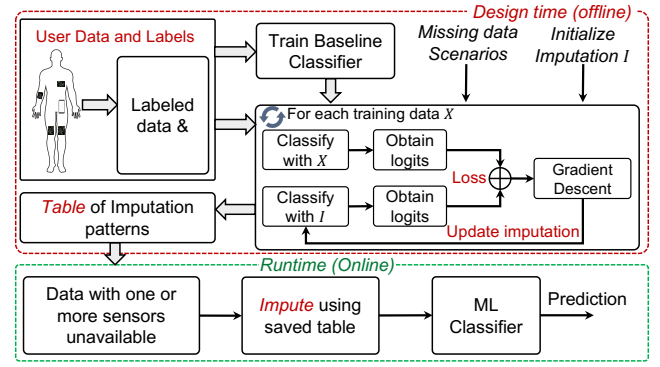 Design time (offline)
User Data and Labels
Labeled
data &
Train Baseline
Classifier
Missing data
Scenarios
Initialize
Imputation I
For each training data X
Classify
with X
Obtain
logits
Loss
Gradient
Descent
Classify
with I
Obtain
logits
Update imputation
Table of Imputation
patterns
Runtime (Online)
Data with one or
more sensors
unavailable
Impute using
saved table
ML
Classifier
Prediction